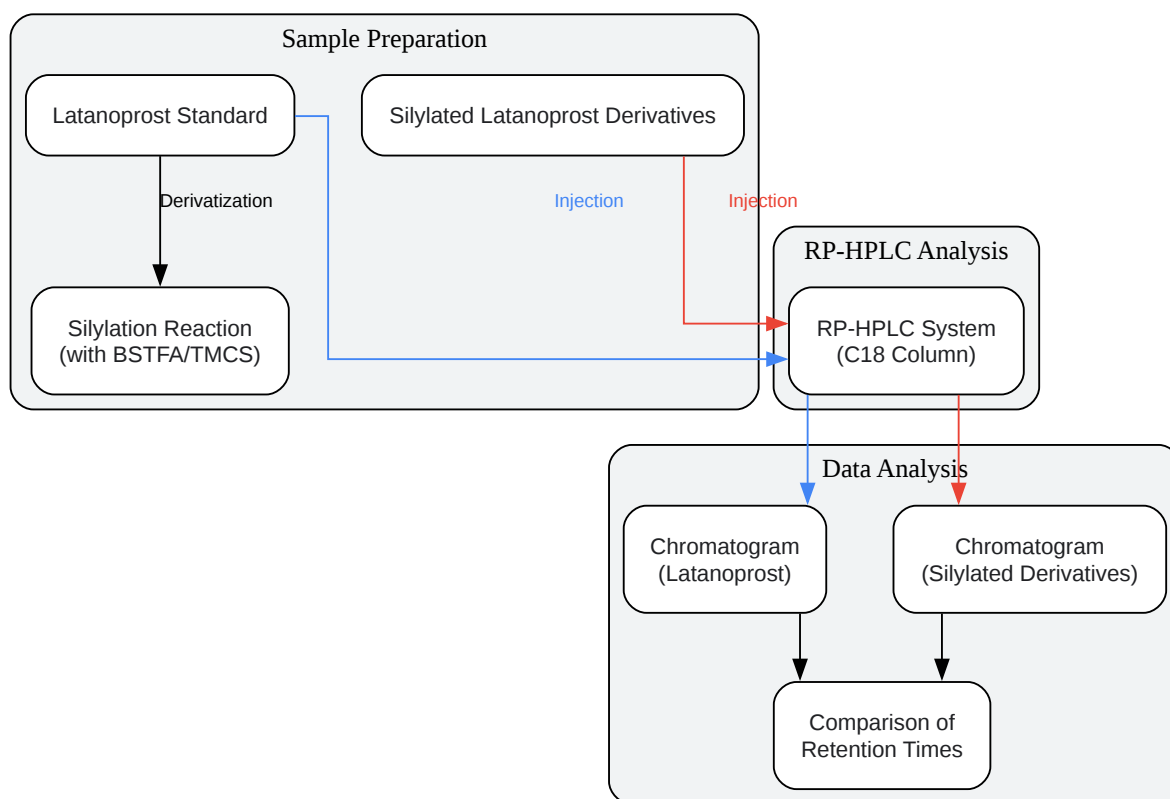 Sample Preparation
Latanoprost Standard
Silylated Latanoprost Derivatives
Derivatization
Injection
Injection
RP-HPLC Analysis
Silylation Reaction
(with BSTFA/TMCS)
RP-HPLC System
(C18 Column)
Data Analysis
Chromatogram
(Latanoprost)
Chromatogram
(Silylated Derivatives)
Comparison of
Retention Times